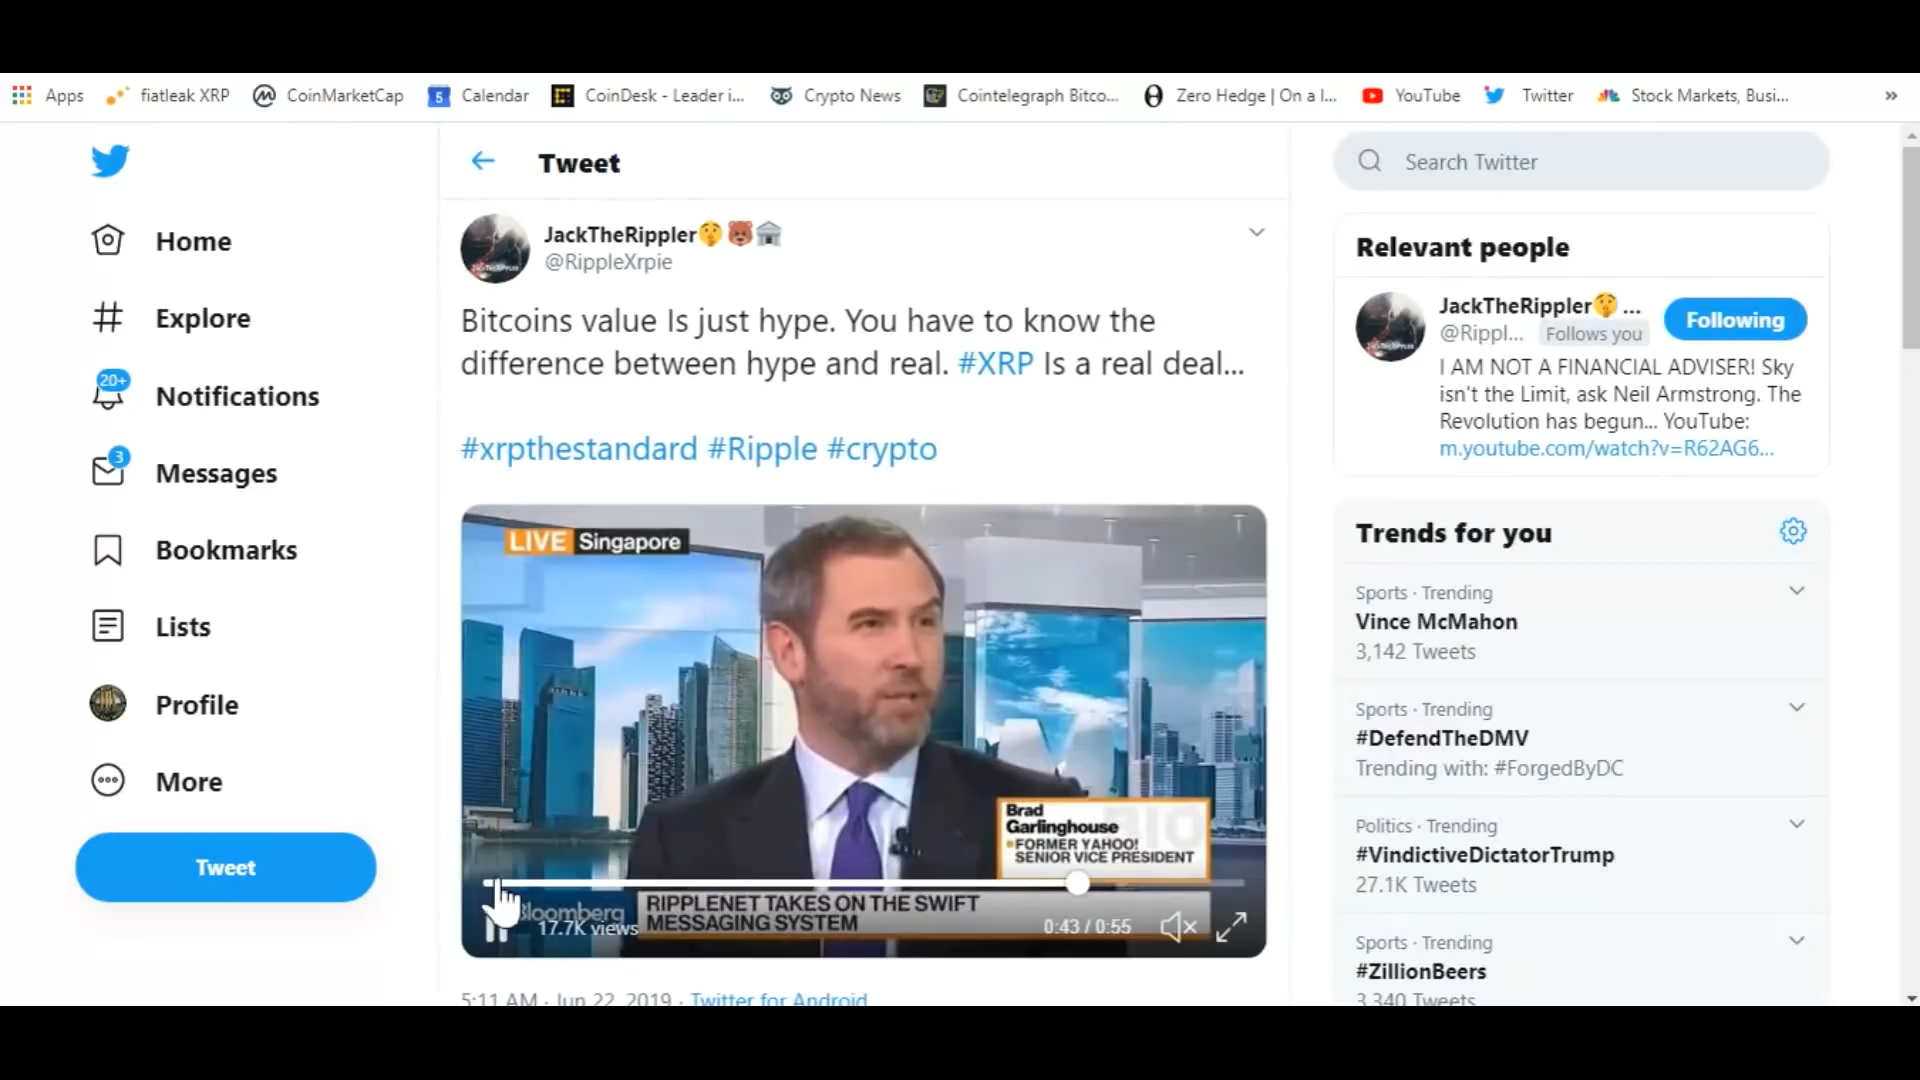 Apps
fiatleak XRP
CoinMarketCap
5
Calendar
CoinDesk - Leader i...
Crypto News
Cointelegraph Bitco...
Zero Hedge | On a l...
YouTube
Twitter
Stock Markets, Busi...
»
Home
Explore
20+
Notifications
3
Messages
Bookmarks
Lists
Profile
More
Tweet
Tweet
JackTheRippler🤫🐻🏛
@RippleXrpie
Bitcoins value Is just hype. You have to know the
difference between hype and real. #XRP Is a real deal...
#xrpthestandard #Ripple #crypto
LIVE Singapore
Brad
Garlinghouse
FORMER YAHOO!
SENIOR VICE PRESIDENT
Bloomberg
RIPPLENET TAKES ON THE SWIFT
MESSAGING SYSTEM
17.7K views
0:43 / 0:55
5:11 AM · Jun 22, 2019 · Twitter for Android
Search Twitter
Relevant people
JackTheRippler🤫 ...
@Rippl... Follows you
Following
I AM NOT A FINANCIAL ADVISER! Sky
isn't the Limit, ask Neil Armstrong. The
Revolution has begun... YouTube:
m.youtube.com/watch?v=R62AG6...
Trends for you
Sports · Trending
Vince McMahon
3,142 Tweets
Sports · Trending
#DefendTheDMV
Trending with: #ForgedByDC
Politics · Trending
#VindictiveDictatorTrump
27.1K Tweets
Sports · Trending
#ZillionBeers
3,340 Tweets